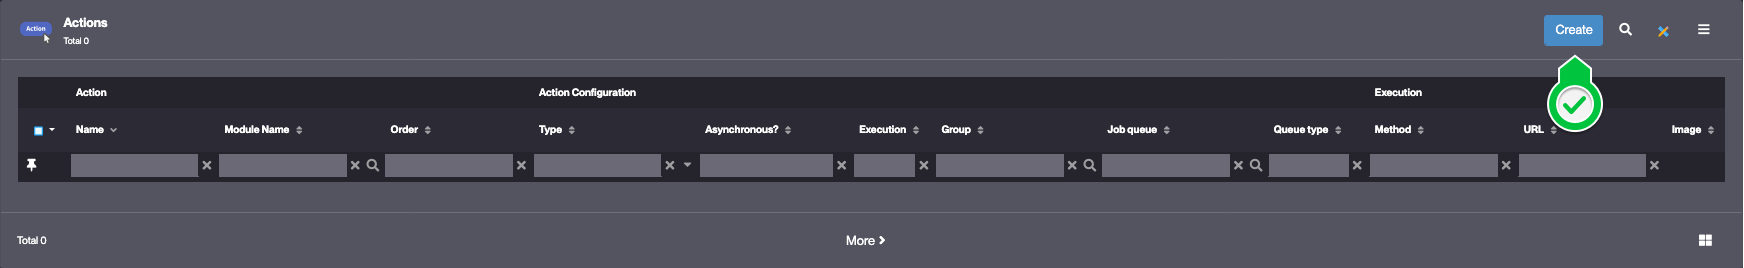 Action
Actions
Total 0
Create
Action
Action Configuration
Execution
Name
Module Name
Order
Type
Asynchronous?
Execution
Group
Job queue
Queue type
Method
URL
Image
Total 0
More